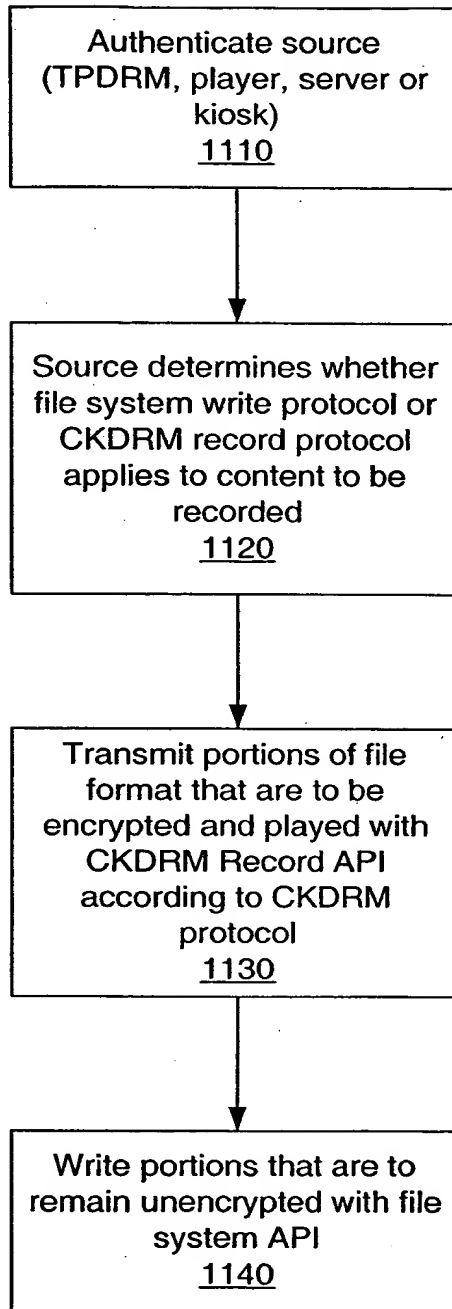 Authenticate source
(TPDRM, player, server or
kiosk)
1110
Source determines whether
file system write protocol or
CKDRM record protocol
applies to content to be
recorded
1120
Transmit portions of file
format that are to be
encrypted and played with
CKDRM Record API
according to CKDRM
protocol
1130
Write portions that are to
remain unencrypted with file
system API
1140